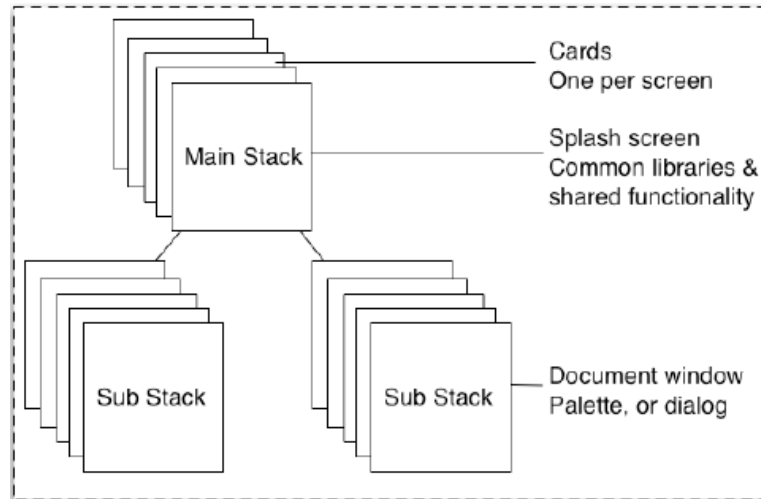 Cards
One per screen
Main Stack
Splash screen
Common libraries &
shared functionality
Sub Stack
Sub Stack
Document window
Palette, or dialog